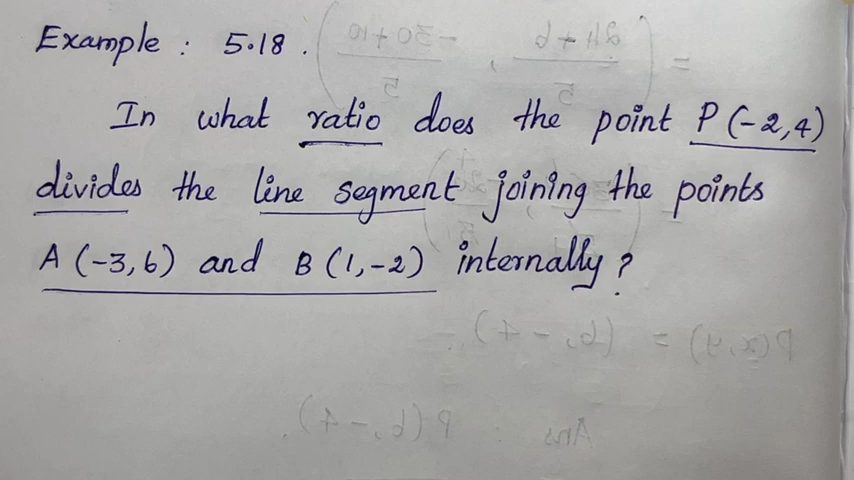 Example : 5.18 .
In what ratio does the point P (-2,4)
divides the line segment joining the points
A (-3,6) and B (1,-2) internally ?